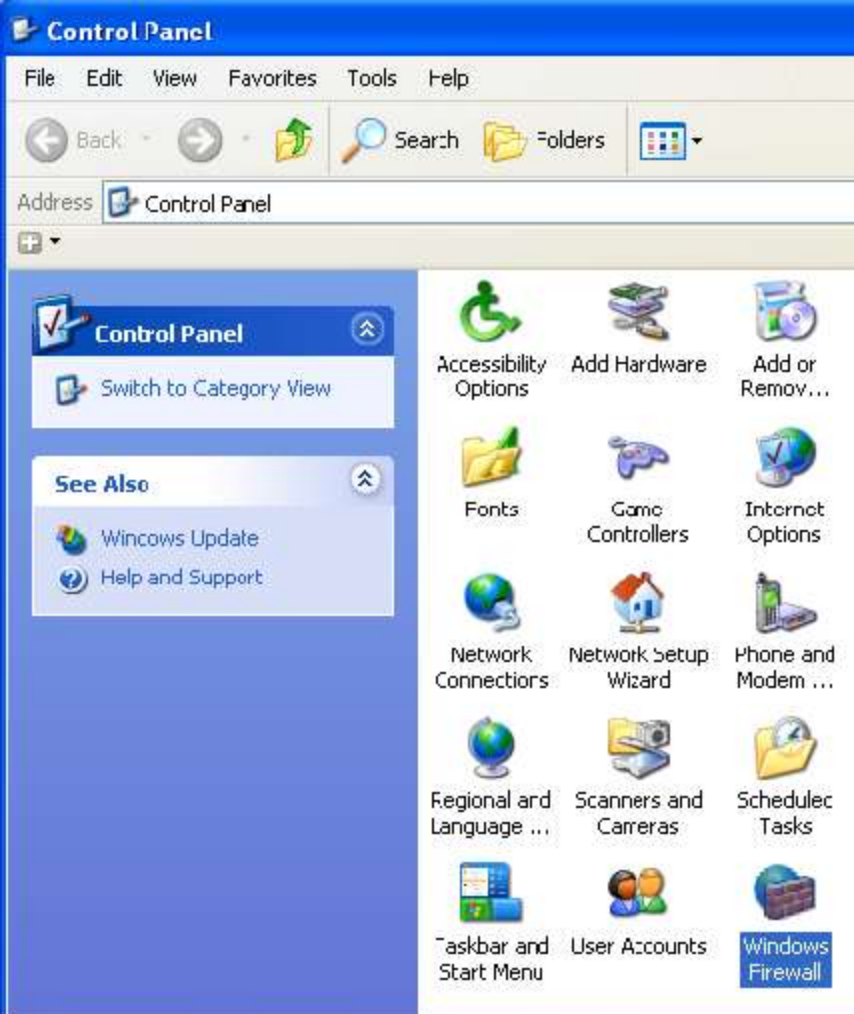 Control Panel
File Edit View Favorites Tools Help
Back Search Folders
Address Control Panel
Control Panel
Switch to Category View
See Also
Windows Update
Help and Support
Accessibility
Options
Add Hardware
Add or
Remov...
Fonts
Game
Controllers
Internet
Options
Network
Connections
Network Setup
Wizard
Phone and
Modem ...
Regional and
Language ...
Scanners and
Cameras
Scheduled
Tasks
Taskbar and
Start Menu
User Accounts
Windows
Firewall